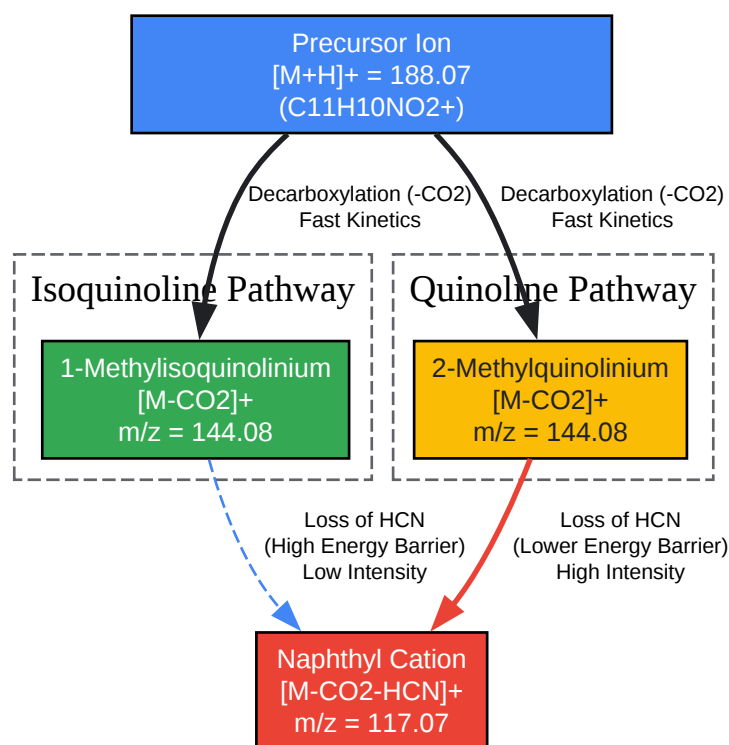 Precursor Ion
[M+H]+ = 188.07
(C11H10NO2+)
Decarboxylation (-CO2)
Fast Kinetics
Decarboxylation (-CO2)
Fast Kinetics
Isoquinoline Pathway
Quinoline Pathway
1-Methylisoquinolinium
[M-CO2]+
m/z = 144.08
2-Methylquinolinium
[M-CO2]+
m/z = 144.08
Loss of HCN
(High Energy Barrier)
Low Intensity
Loss of HCN
(Lower Energy Barrier)
High Intensity
Naphthyl Cation
[M-CO2-HCN]+
m/z = 117.07